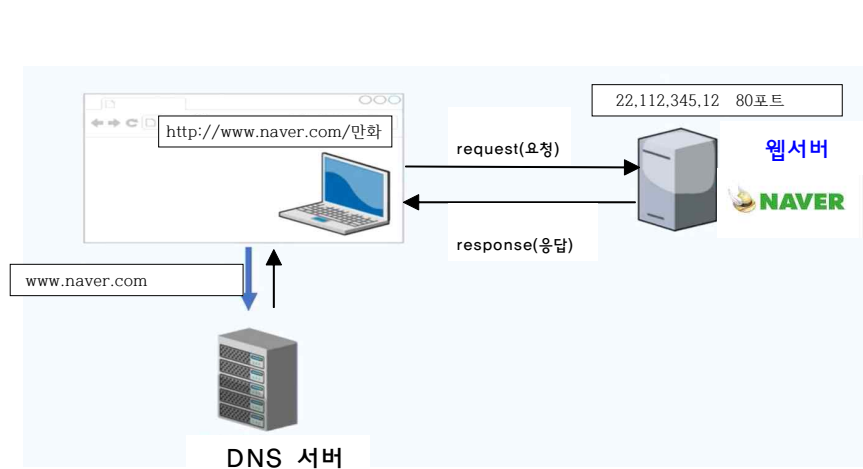 http://www.naver.com/만화
22,112,345,12 80포트
request(요청)
웹서버
NAVER
response(응답)
www.naver.com
DNS 서버